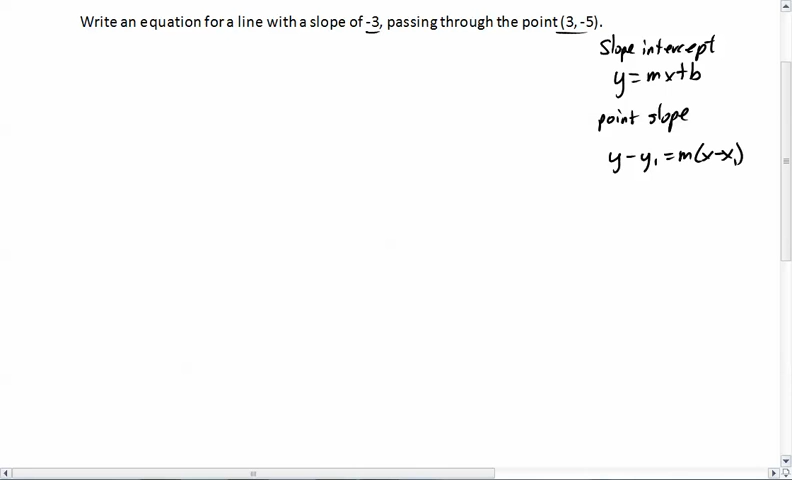 Write an equation for a line with a slope of -3, passing through the point (3, -5).
Slope intercept
y = mx+b
point slope
y - y₁ = m(x-x₁)